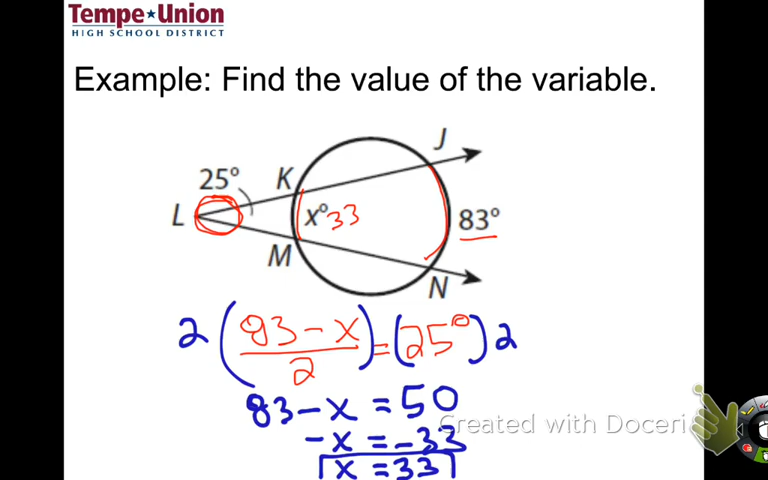 Tempe★Union
HIGH SCHOOL DISTRICT
Example: Find the value of the variable.
J
25° K
L x° 33 83°
M
N
2 (83 - x / 2) = (25°) 2
83 - x = 50
Created with Doceri
-x = -33
x = 33